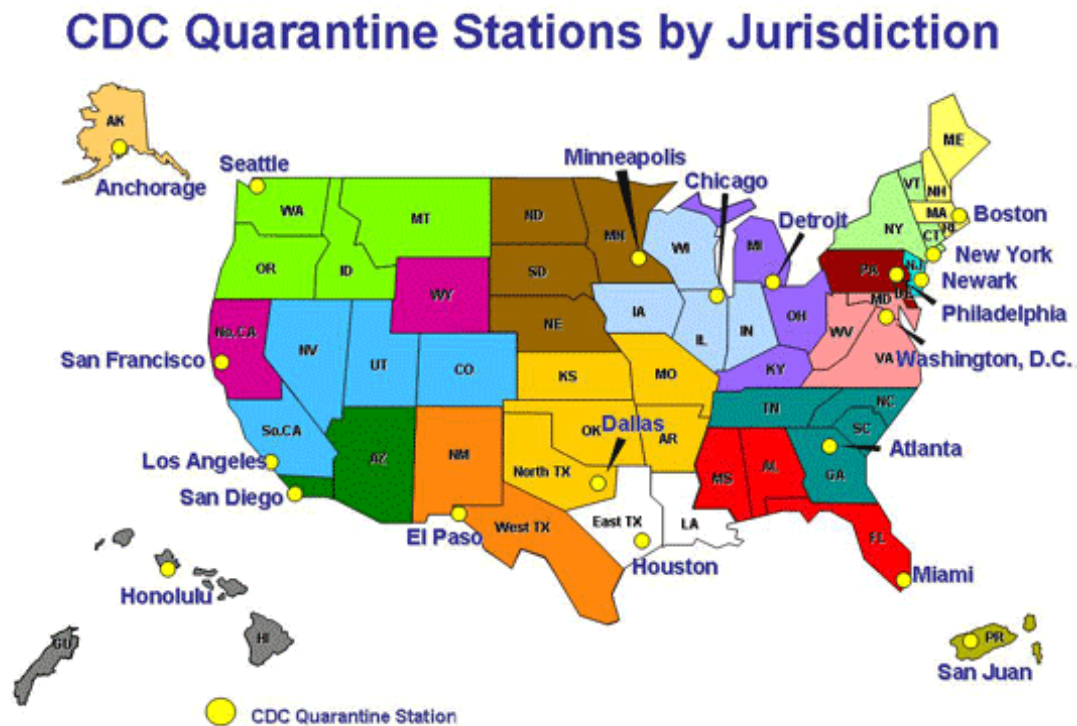 CDC Quarantine Stations by Jurisdiction
AK
Anchorage
Seattle
Minneapolis
Chicago
Detroit
ME
VT
NH
MA
RI
Boston
NY
CT
New York
WA
MT
ND
MN
WI
MI
OR
ID
SD
WY
PA
NJ
Newark
DE
MD
Philadelphia
NE
IA
IL
IN
OH
WV
VA
Washington, D.C.
No.CA
San Francisco
NV
UT
CO
KS
MO
KY
TN
NC
SC
So.CA
Los Angeles
AZ
NM
OK
Dallas
AR
North TX
MS
AL
GA
Atlanta
San Diego
El Paso
West TX
East TX
LA
Houston
FL
Miami
Honolulu
GU
HI
PR
San Juan
CDC Quarantine Station